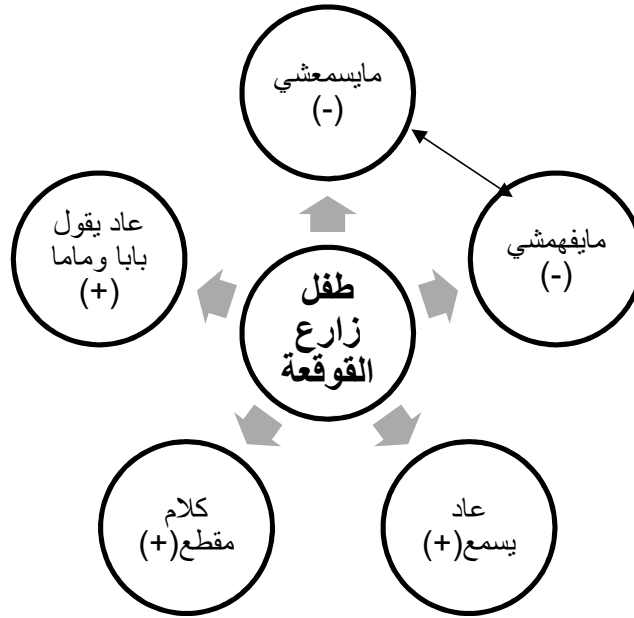 مايسمعشي
(-)
عاد يقول
بابا وماما
(+)
مايفهمشي
(-)
طفل
زارع
القوقعة
كلام
مقطع(+)
عاد
يسمع(+)